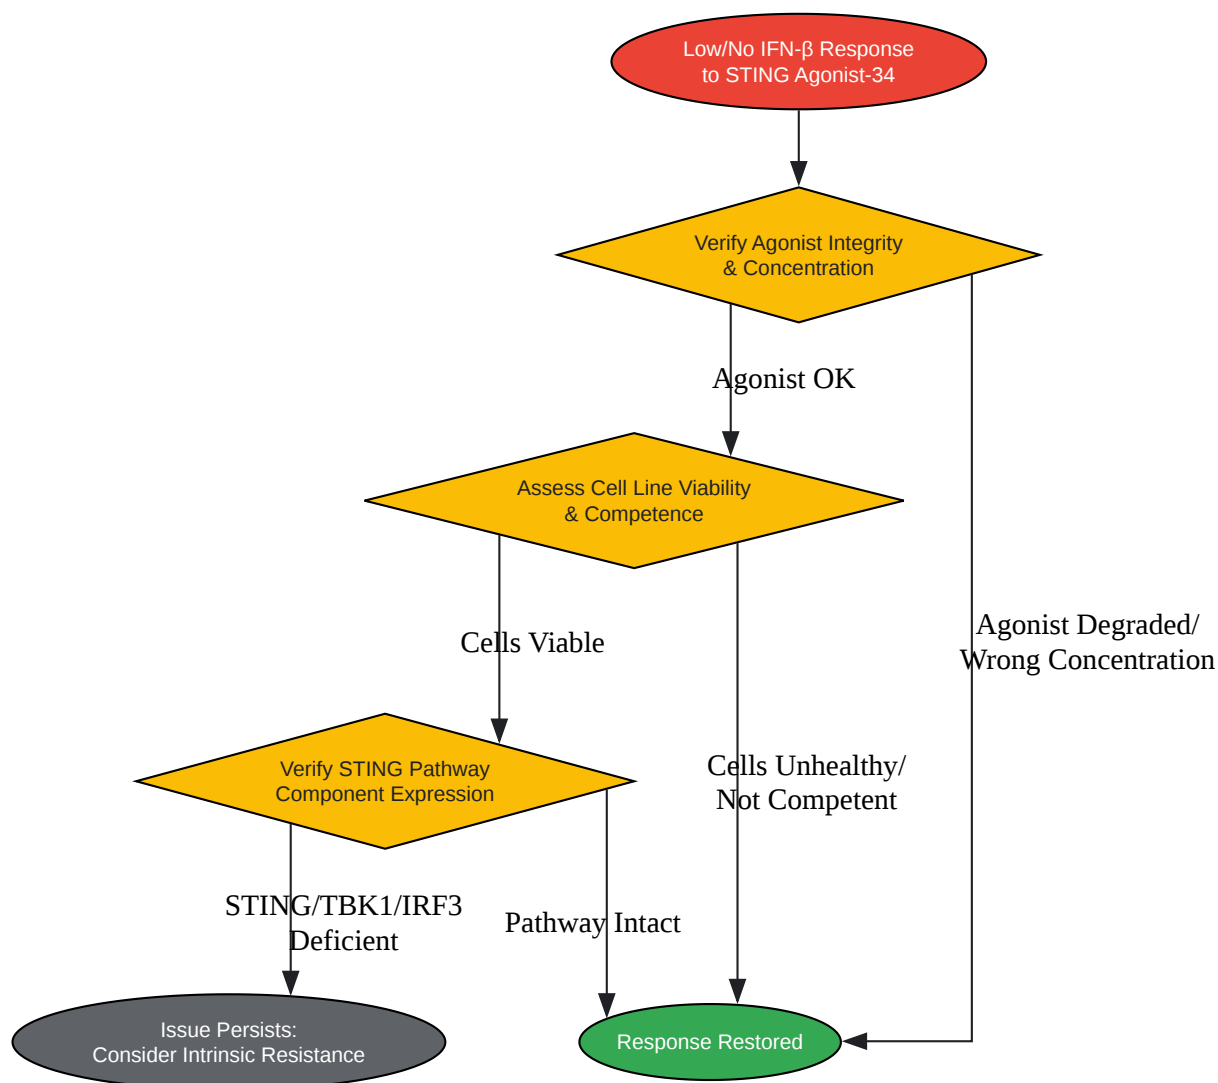 Low/No IFN-β Response
to STING Agonist-34
Verify Agonist Integrity
& Concentration
Agonist OK
Assess Cell Line Viability
& Competence
Agonist Degraded/
Wrong Concentration
Cells Viable
Verify STING Pathway
Component Expression
Cells Unhealthy/
Not Competent
STING/TBK1/IRF3
Deficient
Pathway Intact
Issue Persists:
Consider Intrinsic Resistance
Response Restored